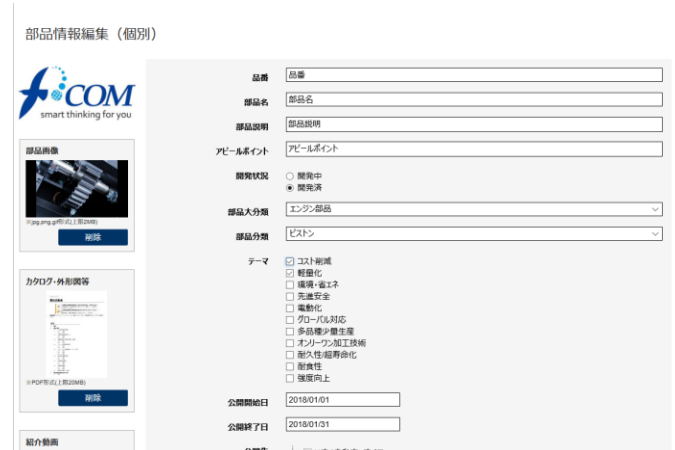 部品情報編集（個別）
f-COM
smart thinking for you
部品画像
※jpg,png,gif形式(上限2MB)
削除
カタログ・外形図等
※PDF形式(上限20MB)
削除
紹介動画
品番 品番
部品名 部品名
部品説明 部品説明
アピールポイント アピールポイント
開発状況 開発中
開発済
部品大分類 エンジン部品
部品分類 ピストン
テーマ コスト削減
軽量化
環境・省エネ
先進安全
電動化
グローバル対応
多品種少量生産
オンリーワン加工技術
耐久性/超寿命化
耐食性
強度向上
公開開始日 2018/01/01
公開終了日 2018/01/31